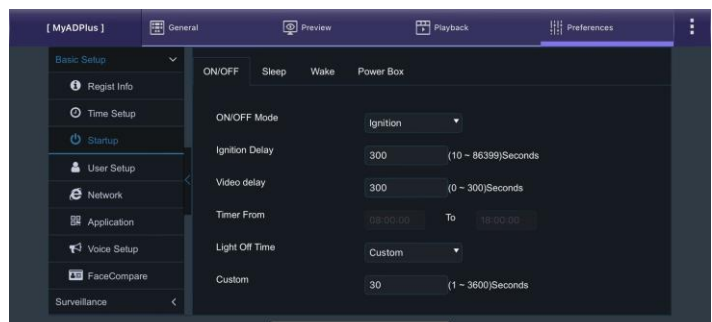 [ MyADPlus ] General Preview Playback Preferences
Basic Setup
Regist Info
Time Setup
Startup
User Setup
Network
Application
Voice Setup
FaceCompare
Surveillance
ON/OFF Sleep Wake Power Box
ON/OFF Mode Ignition
Ignition Delay 300 (10 ~ 86399)Seconds
Video delay 300 (0 ~ 300)Seconds
Timer From 08:00:00 To 18:00:00
Light Off Time Custom
Custom 30 (1 ~ 3600)Seconds